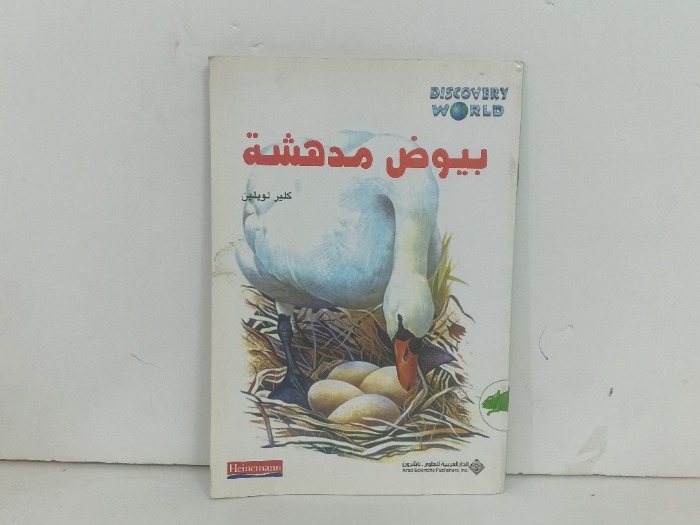 DISCOVERY
WORLD
بيوض مدهشة
كلير لويلين
Heinemann
الدار العربية للعلوم ـ ناشرون
Arab Scientific Publishers, Inc.